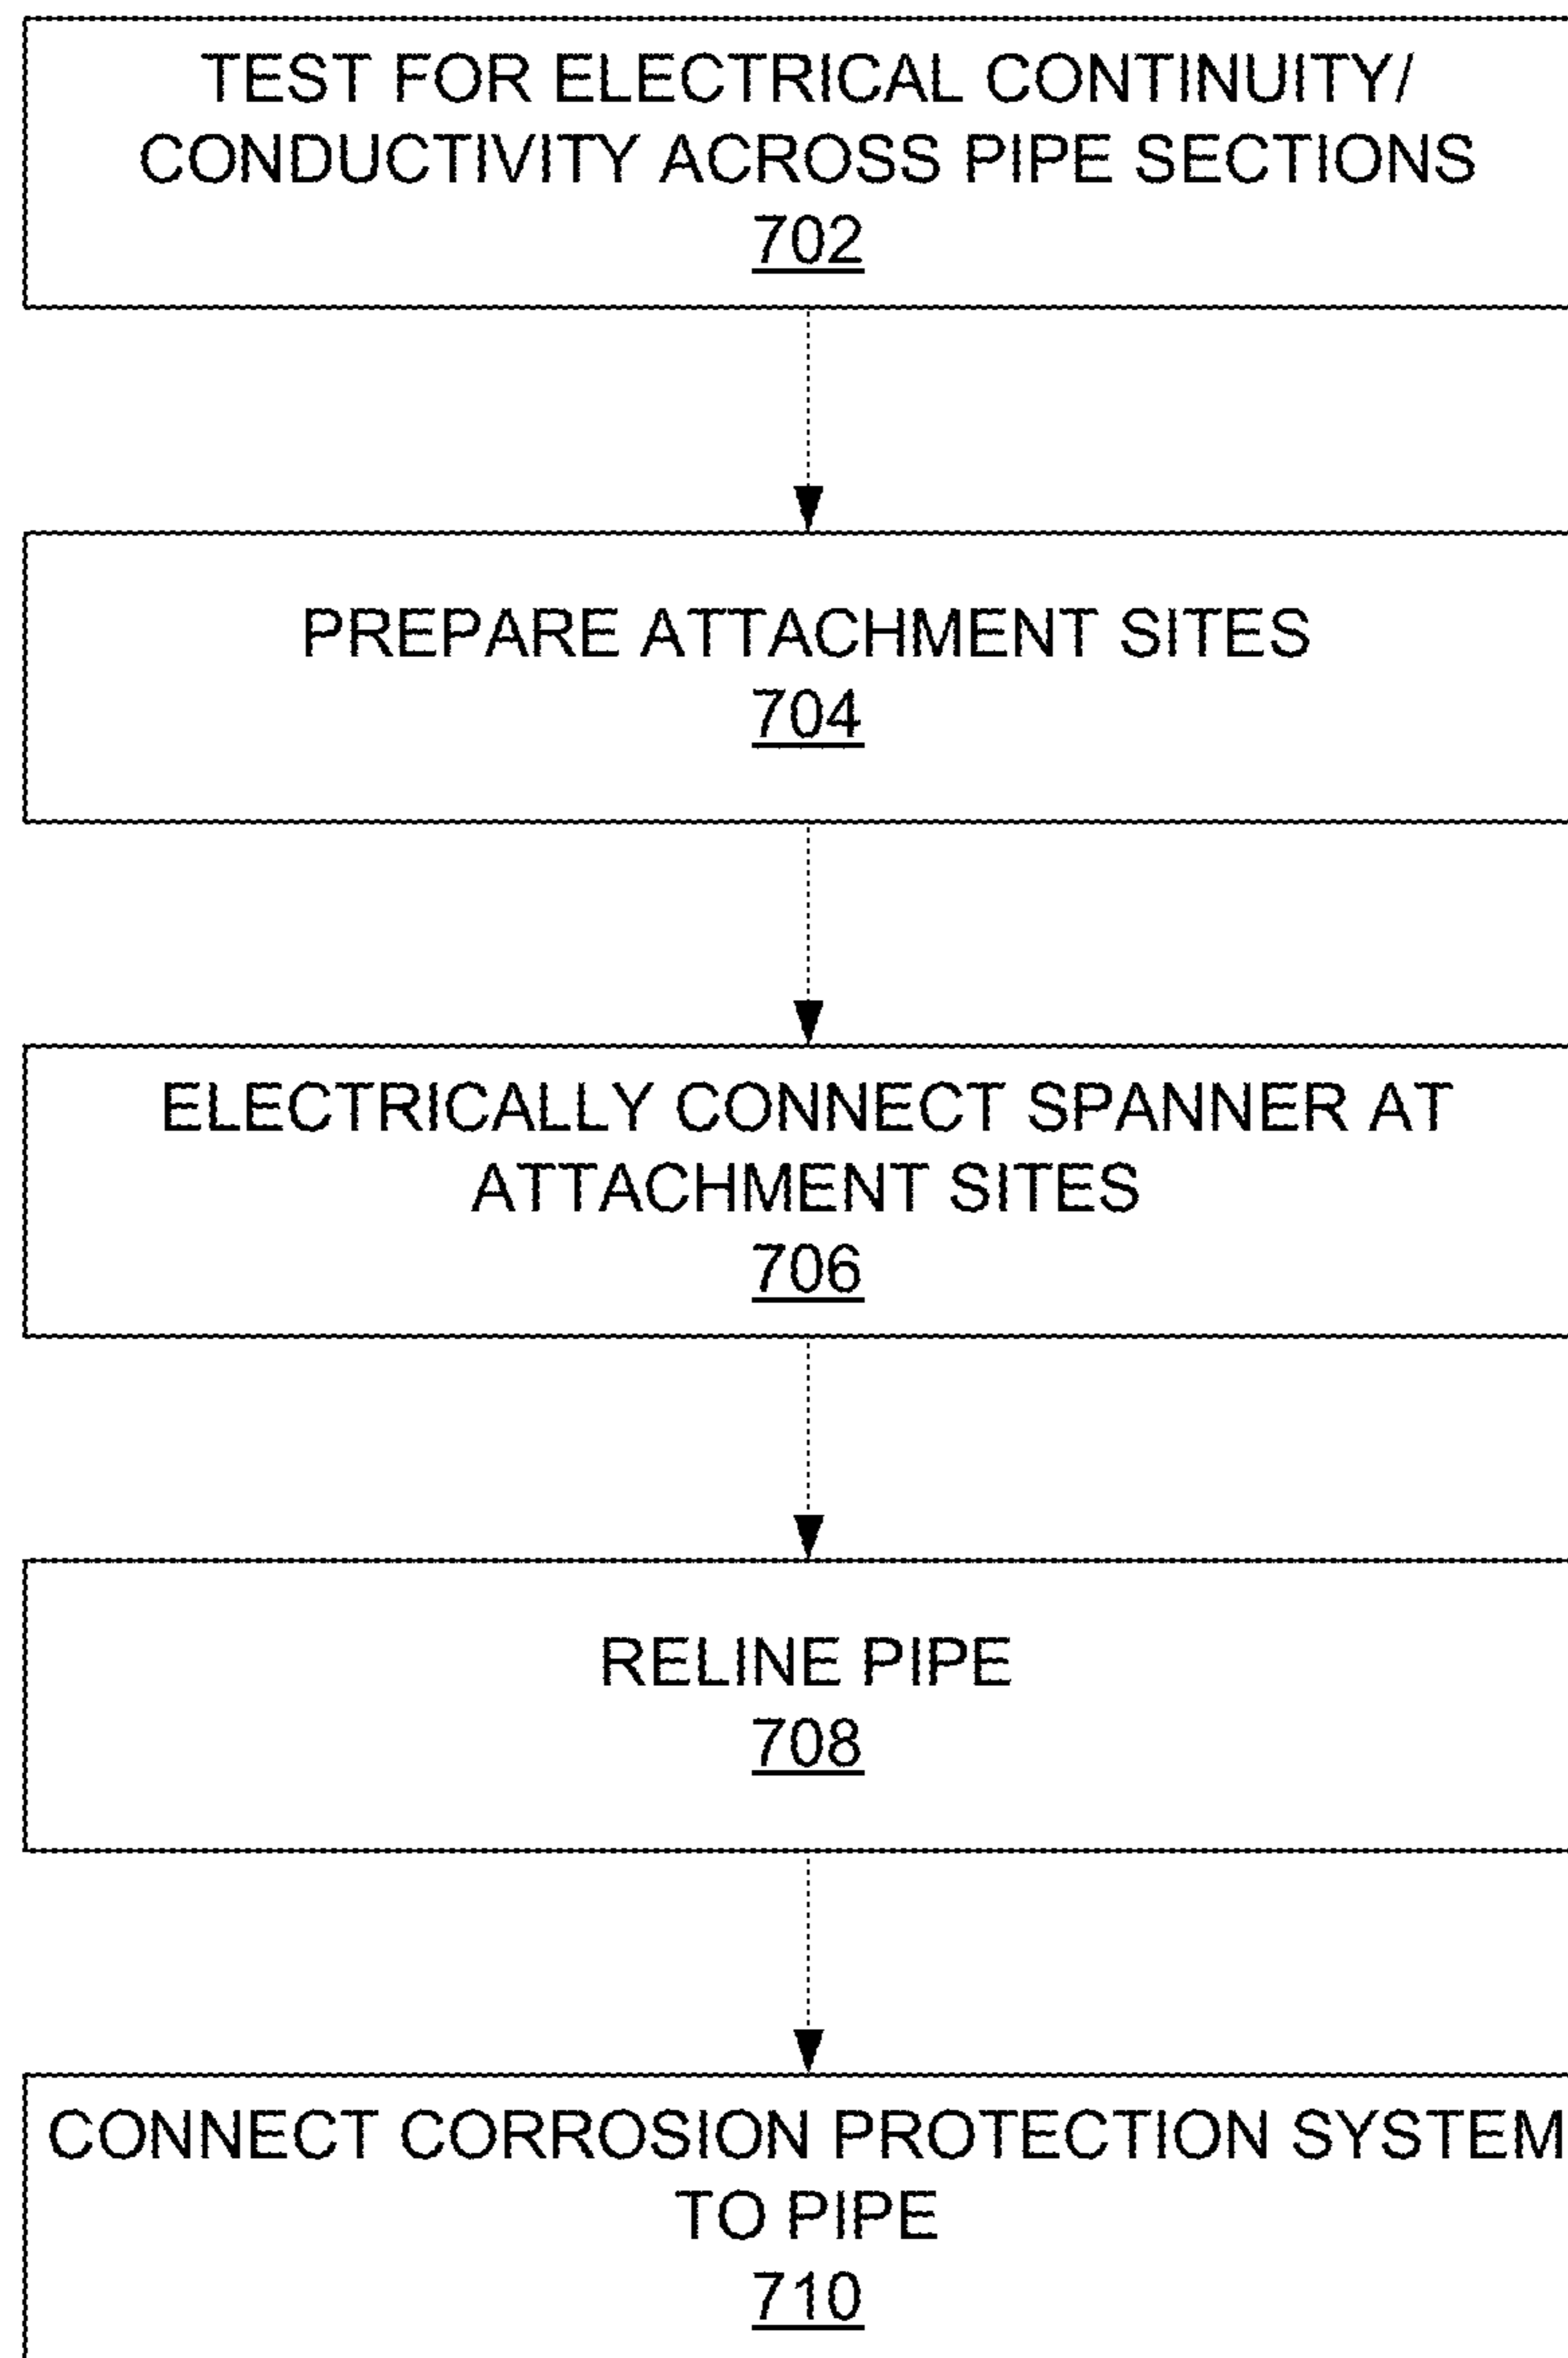 TEST FOR ELECTRICAL CONTINUITY/
CONDUCTIVITY ACROSS PIPE SECTIONS
702
PREPARE ATTACHMENT SITES
704
ELECTRICALLY CONNECT SPANNER AT
ATTACHMENT SITES
706
RELINE PIPE
708
CONNECT CORROSION PROTECTION SYSTEM
TO PIPE
710